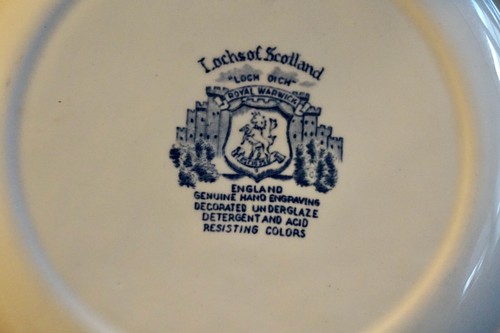 Lochs of Scotland
"LOCH OICH"
ROYAL WARWICK
ENGLAND
GENUINE HAND ENGRAVING
DECORATED UNDERGLAZE
DETERGENT AND ACID
RESISTING COLORS